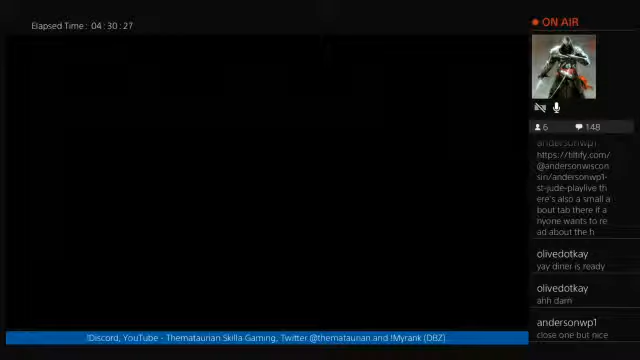 Elapsed Time : 04 : 30 : 27
ON AIR
6
148
andersonwp1
https://tiltify.com/
@andersonwiscon
sin/andersonwp1-
st-jude-playlive th
ere's also a small a
bout tab there if a
nyone wants to re
ad about the h
olivedotkay
yay diner is ready
olivedotkay
ahh darn
andersonwp1
close one but nice
!Discord, YouTube - Themataurian Skilla Gaming, Twitter @themataurian and !Myrank (DBZ)